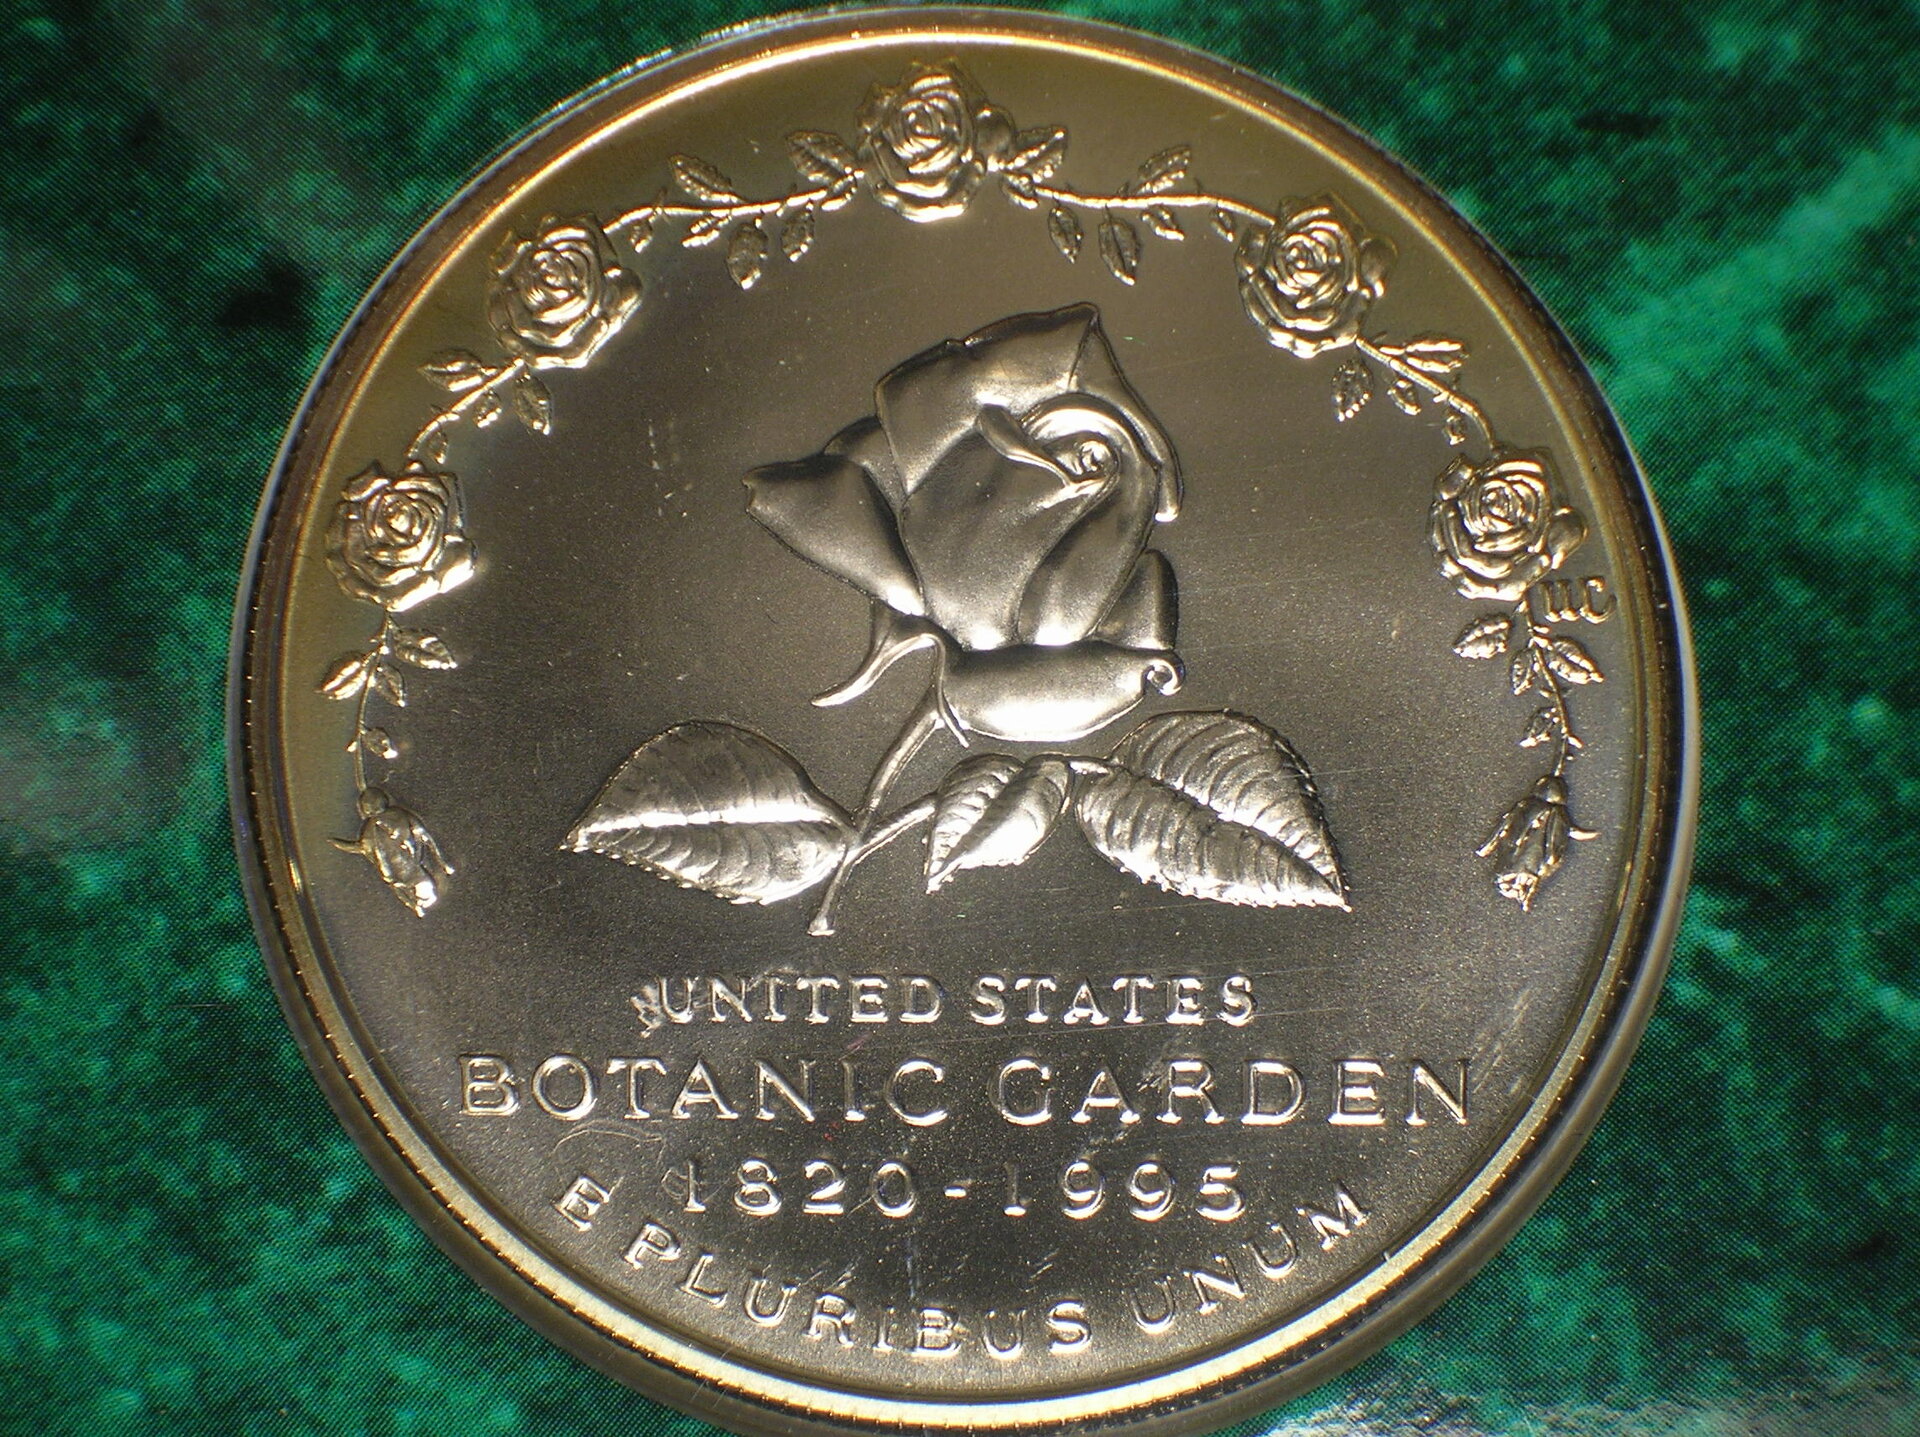 UNITED STATES
BOTANIC GARDEN
1820-1995
E PLURIBUS UNUM